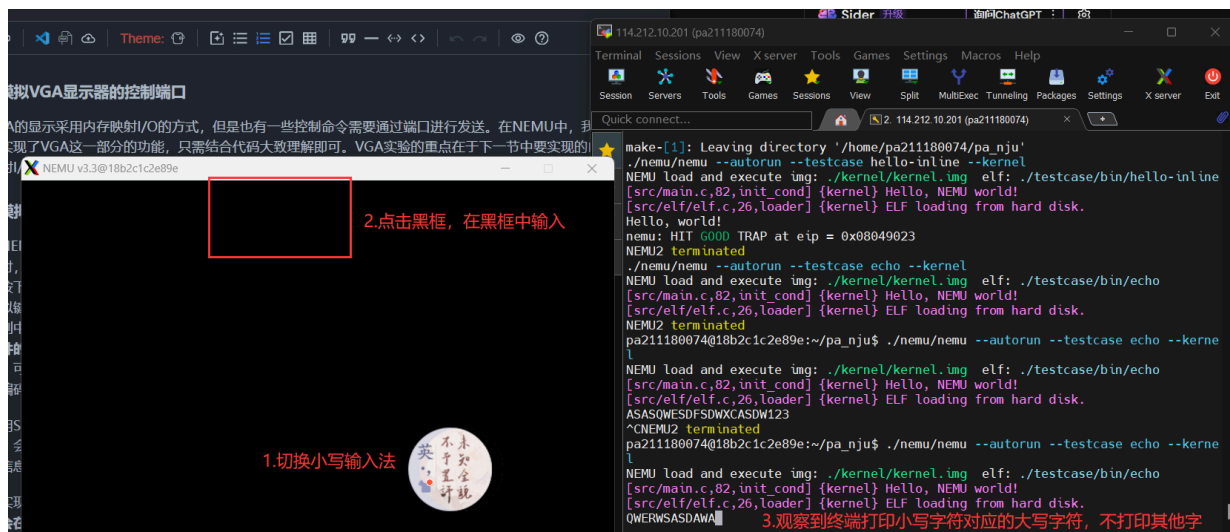 Sider 升级
询问ChatGPT
Theme:
模拟VGA显示器的控制端口
A的显示采用内存映射I/O的方式，但是也有一些控制命令需要通过端口进行发送。在NEMU中，我
实现了VGA这一部分的功能，只需结合代码大致理解即可。VGA实验的重点在于下一节中要实现的
NEMU v3.3@18b2c1c2e89e
2.点击黑框，在黑框中输入
1.切换小写输入法
英
不未
于知
置全
评貌
114.212.10.201 (pa211180074)
Terminal Sessions View X server Tools Games Settings Macros Help
Session Servers Tools Games Sessions View Split MultiExec Tunneling Packages Settings X server Exit
Quick connect...
2. 114.212.10.201 (pa211180074)
make-[1]: Leaving directory '/home/pa211180074/pa_nju'
./nemu/nemu --autorun --testcase hello-inline --kernel
NEMU load and execute img: ./kernel/kernel.img elf: ./testcase/bin/hello-inline
[src/main.c,82,init_cond] {kernel} Hello, NEMU world!
[src/elf/elf.c,26,loader] {kernel} ELF loading from hard disk.
Hello, world!
nemu: HIT GOOD TRAP at eip = 0x08049023
NEMU2 terminated
./nemu/nemu --autorun --testcase echo --kernel
NEMU load and execute img: ./kernel/kernel.img elf: ./testcase/bin/echo
[src/main.c,82,init_cond] {kernel} Hello, NEMU world!
[src/elf/elf.c,26,loader] {kernel} ELF loading from hard disk.
NEMU2 terminated
pa211180074@18b2c1c2e89e:~/pa_nju$ ./nemu/nemu --autorun --testcase echo --kerne
l
NEMU load and execute img: ./kernel/kernel.img elf: ./testcase/bin/echo
[src/main.c,82,init_cond] {kernel} Hello, NEMU world!
[src/elf/elf.c,26,loader] {kernel} ELF loading from hard disk.
ASASQWESDFSDWXCASDW123
^CNEMU2 terminated
pa211180074@18b2c1c2e89e:~/pa_nju$ ./nemu/nemu --autorun --testcase echo --kerne
l
NEMU load and execute img: ./kernel/kernel.img elf: ./testcase/bin/echo
[src/main.c,82,init_cond] {kernel} Hello, NEMU world!
[src/elf/elf.c,26,loader] {kernel} ELF loading from hard disk.
QWERWSASDAWA
3.观察到终端打印小写字符对应的大写字符，不打印其他字